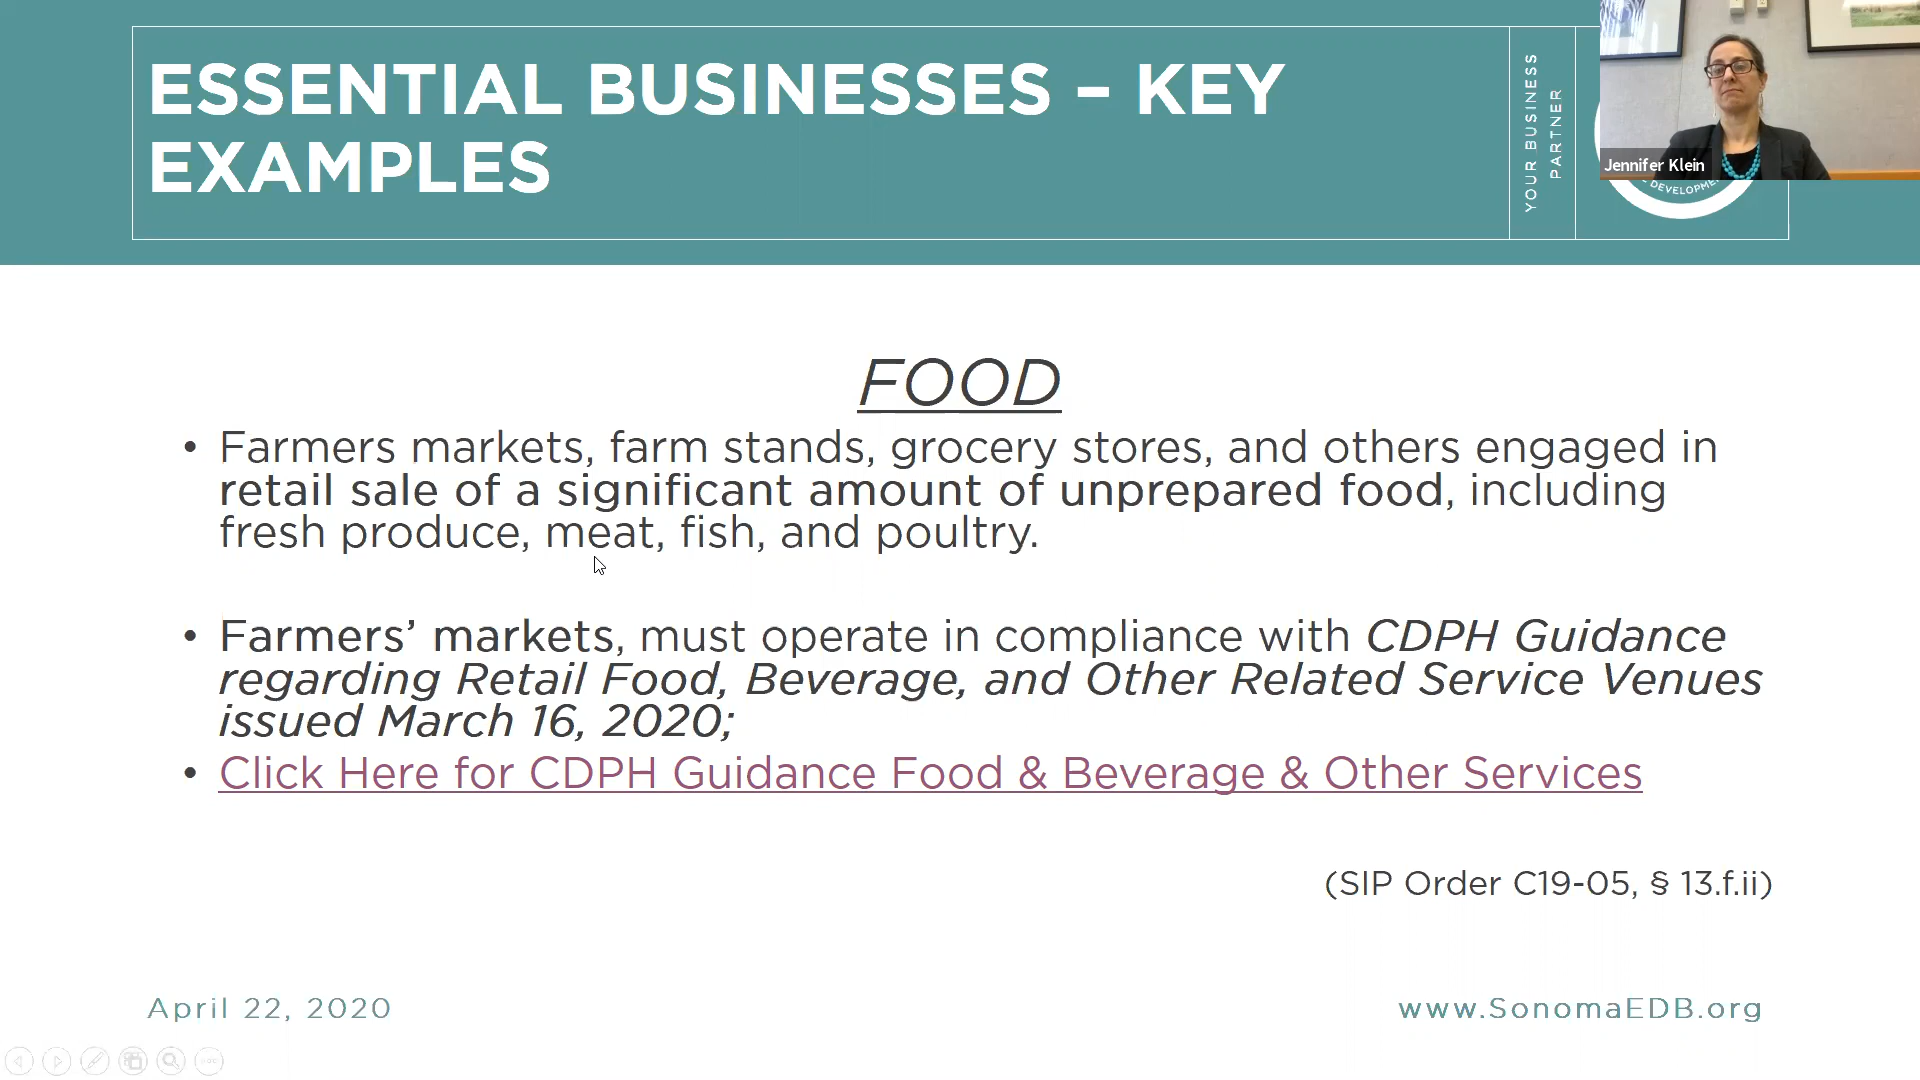 ESSENTIAL BUSINESSES – KEY
EXAMPLES
YOUR BUSINESS
PARTNER
Jennifer Klein
FOOD
• Farmers markets, farm stands, grocery stores, and others engaged in
retail sale of a significant amount of unprepared food, including
fresh produce, meat, fish, and poultry.
• Farmers’ markets, must operate in compliance with CDPH Guidance
regarding Retail Food, Beverage, and Other Related Service Venues
issued March 16, 2020;
• Click Here for CDPH Guidance Food & Beverage & Other Services
(SIP Order C19-05, § 13.f.ii)
April 22, 2020
www.SonomaEDB.org